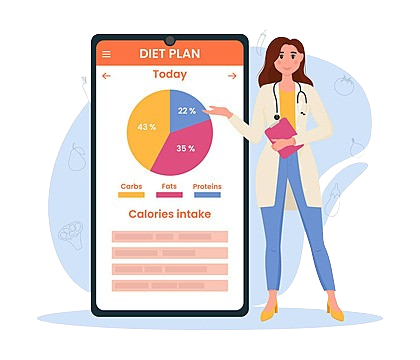 DIET PLAN
Today
22 %
43 %
35 %
Carbs Fats Proteins
Calories intake